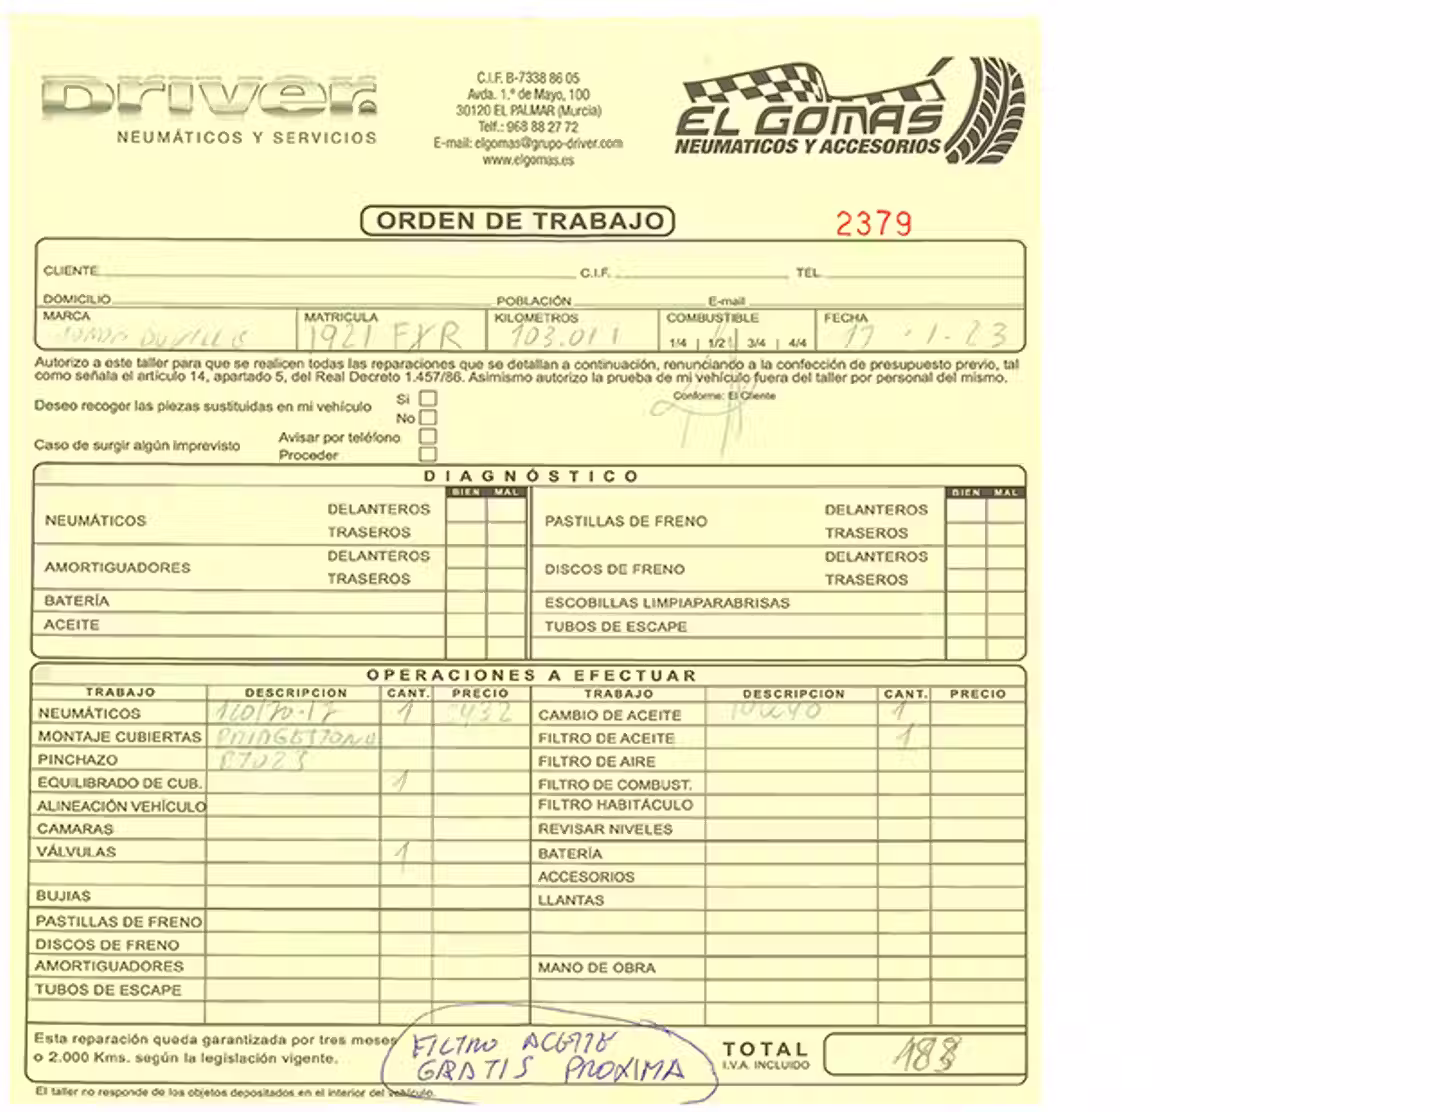 Driver
NEUMÁTICOS Y SERVICIOS
C.I.F. B-7338 86 05
Avda. 1.º de Mayo, 100
30120 EL PALMAR (Murcia)
Telf.: 968 88 27 72
E-mail: elgomas@grupo-driver.com
www.elgomas.es
EL GOMAS
NEUMATICOS Y ACCESORIOS
ORDEN DE TRABAJO 2379
CLIENTE C.I.F. TEL.
DOMICILIO POBLACIÓN E-mail
MARCA MATRICULA KILOMETROS COMBUSTIBLE FECHA
1921 FXR 103.011 1/4 | 1/2 | 3/4 | 4/4 17 · 1 - 23
Autorizo a este taller para que se realicen todas las reparaciones que se detallan a continuación, renunciando a la confección de presupuesto previo, tal
como señala el artículo 14, apartado 5, del Real Decreto 1.457/86. Asimismo autorizo la prueba de mi vehículo fuera del taller por personal del mismo.
Conforme: El Cliente
Deseo recoger las piezas sustituidas en mi vehículo Si
No
Caso de surgir algún imprevisto Avisar por teléfono
Proceder
DIAGNÓSTICO
BIEN MAL BIEN MAL
NEUMÁTICOS DELANTEROS PASTILLAS DE FRENO DELANTEROS
TRASEROS TRASEROS
AMORTIGUADORES DELANTEROS DISCOS DE FRENO DELANTEROS
TRASEROS TRASEROS
BATERÍA ESCOBILLAS LIMPIAPARABRISAS
ACEITE TUBOS DE ESCAPE
OPERACIONES A EFECTUAR
TRABAJO DESCRIPCION CANT. PRECIO TRABAJO DESCRIPCION CANT. PRECIO
NEUMÁTICOS 120/70-17 1 CAMBIO DE ACEITE 10W40 1
MONTAJE CUBIERTAS FILTRO DE ACEITE 1
PINCHAZO FILTRO DE AIRE
EQUILIBRADO DE CUB. 1 FILTRO DE COMBUST.
ALINEACIÓN VEHÍCULO FILTRO HABITÁCULO
CAMARAS REVISAR NIVELES
VÁLVULAS 1 BATERÍA
ACCESORIOS
BUJIAS LLANTAS
PASTILLAS DE FRENO
DISCOS DE FRENO
AMORTIGUADORES MANO DE OBRA
TUBOS DE ESCAPE
Esta reparación queda garantizada por tres meses
o 2.000 Kms. según la legislación vigente.
FILTRO ACEITE
GRATIS PROXIMA
TOTAL
I.V.A. INCLUIDO
El taller no responde de los objetos depositados en el interior del vehículo.